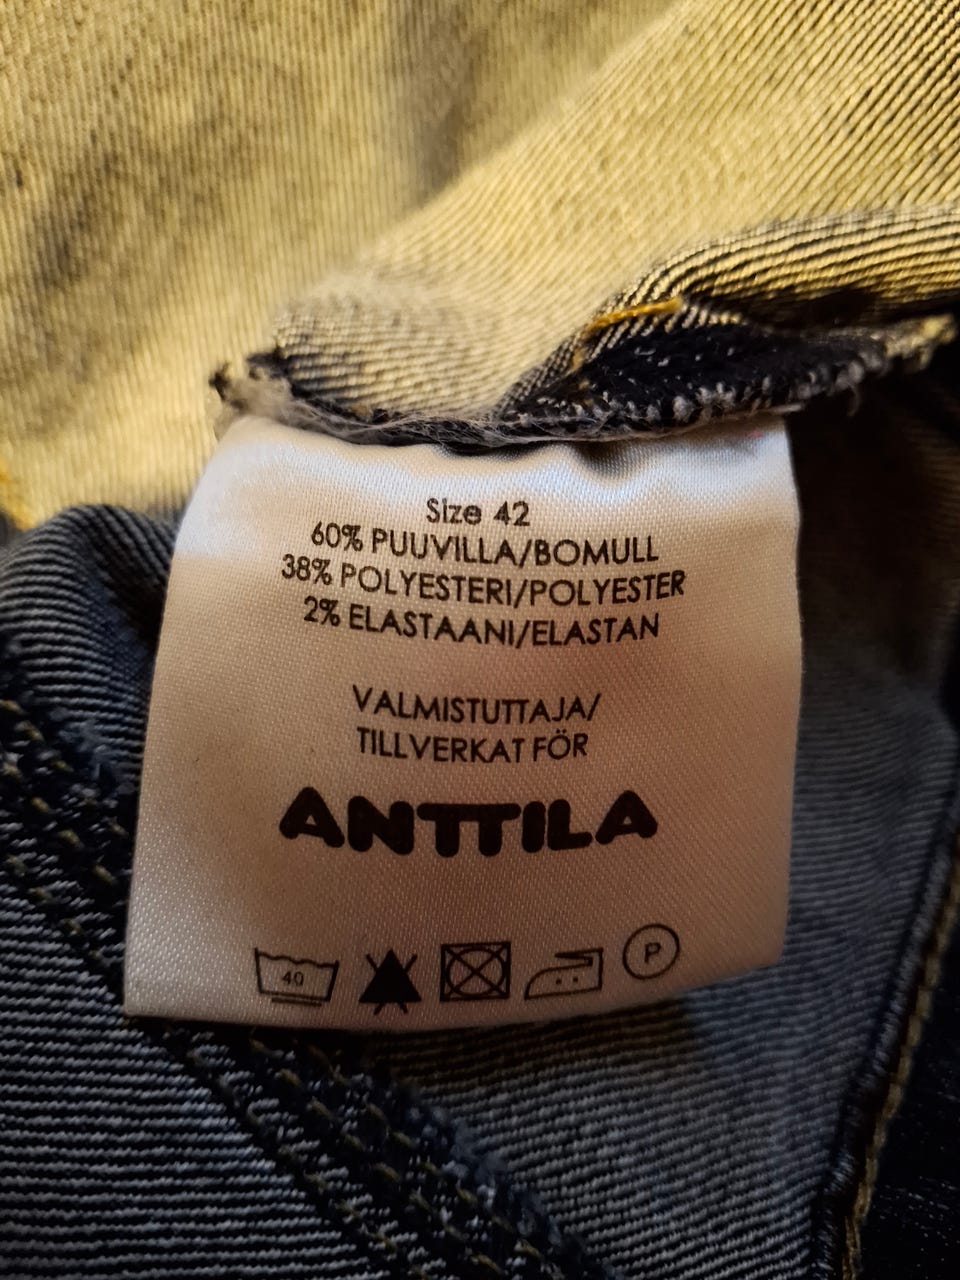 Size 42
60% PUUVILLA/BOMULL
38% POLYESTERI/POLYESTER
2% ELASTAANI/ELASTAN
VALMISTUTTAJA/
TILLVERKAT FÖR
ANTTILA
40 P